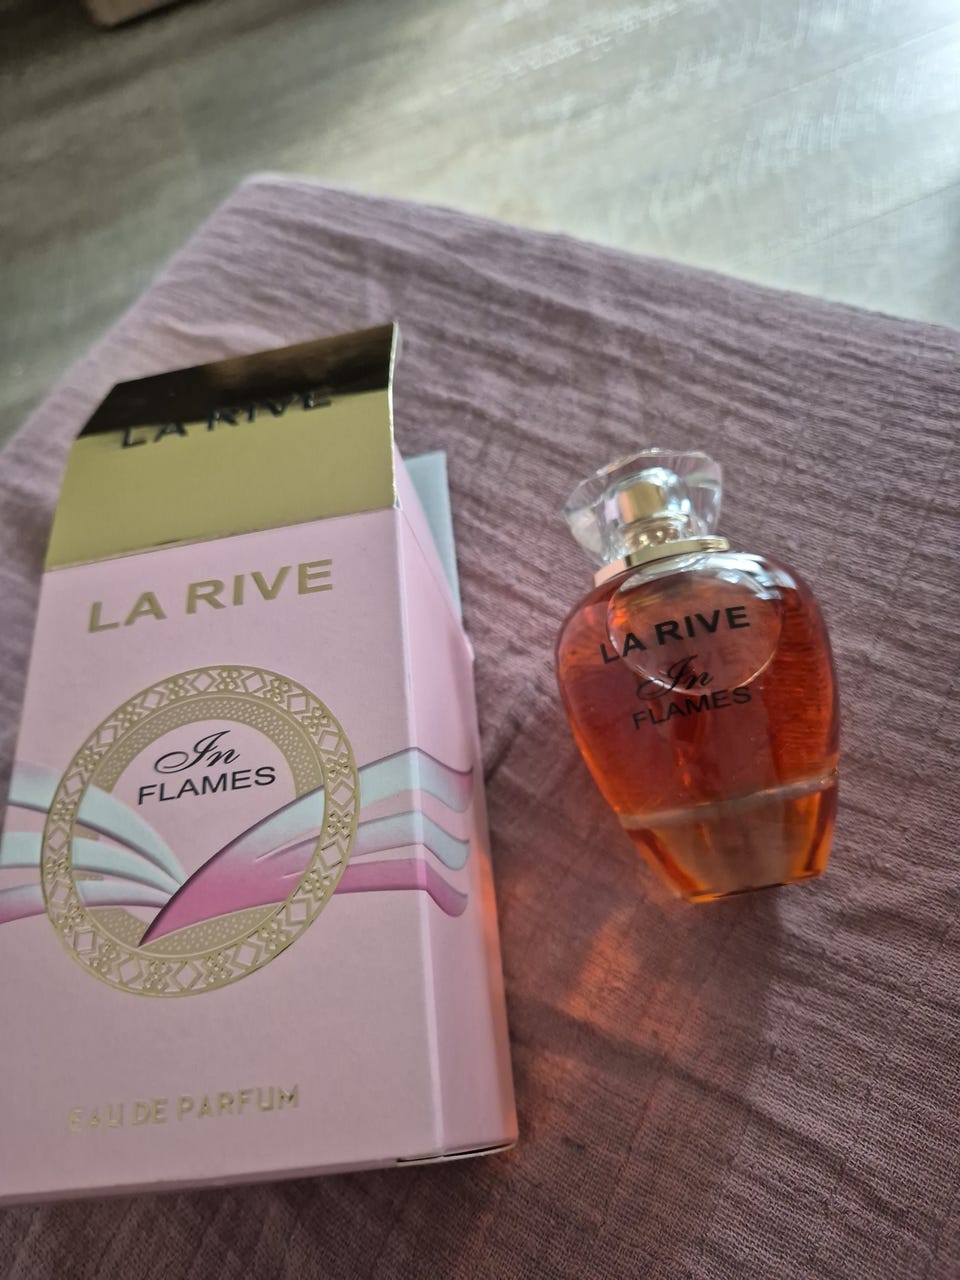 LA RIVE
LA RIVE
In
FLAMES
EAU DE PARFUM
LA RIVE
In
FLAMES